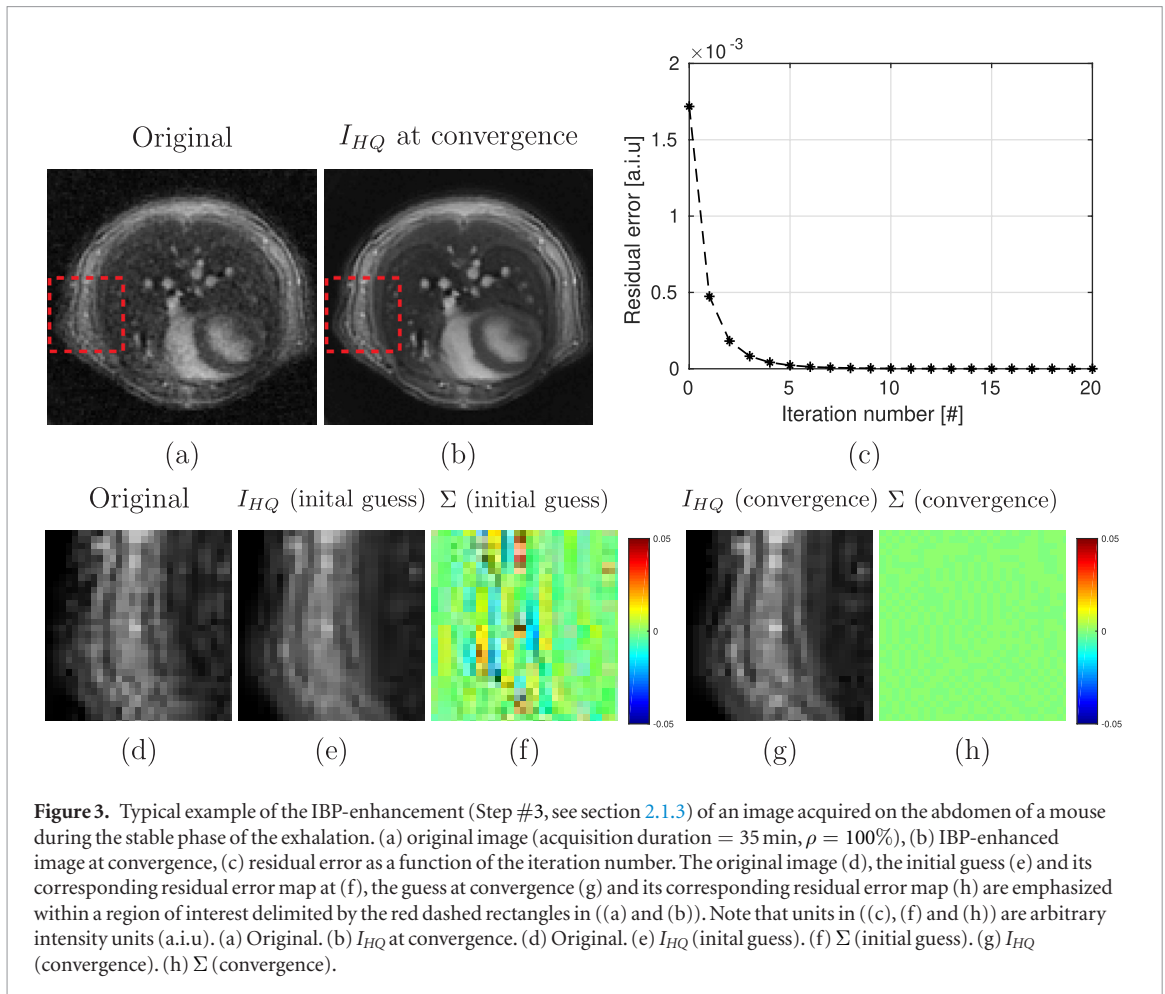 Original
I_HQ at convergence
(a)
(b)
×10 -3
2
1.5
1
0.5
0
Residual error [a.i.u]
0
5
10
15
20
Iteration number [#]
(c)
Original
I_HQ (inital guess)
Σ (initial guess)
I_HQ (convergence)
Σ (convergence)
0.05
0
-0.05
0.05
0
-0.05
(d)
(e)
(f)
(g)
(h)
Figure 3. Typical example of the IBP-enhancement (Step #3, see section 2.1.3) of an image acquired on the abdomen of a mouse
during the stable phase of the exhalation. (a) original image (acquisition duration = 35 min, ρ = 100%), (b) IBP-enhanced
image at convergence, (c) residual error as a function of the iteration number. The original image (d), the initial guess (e) and its
corresponding residual error map at (f), the guess at convergence (g) and its corresponding residual error map (h) are emphasized
within a region of interest delimited by the red dashed rectangles in ((a) and (b)). Note that units in ((c), (f) and (h)) are arbitrary
intensity units (a.i.u). (a) Original. (b) I_HQ at convergence. (d) Original. (e) I_HQ (inital guess). (f) Σ (initial guess). (g) I_HQ
(convergence). (h) Σ (convergence).